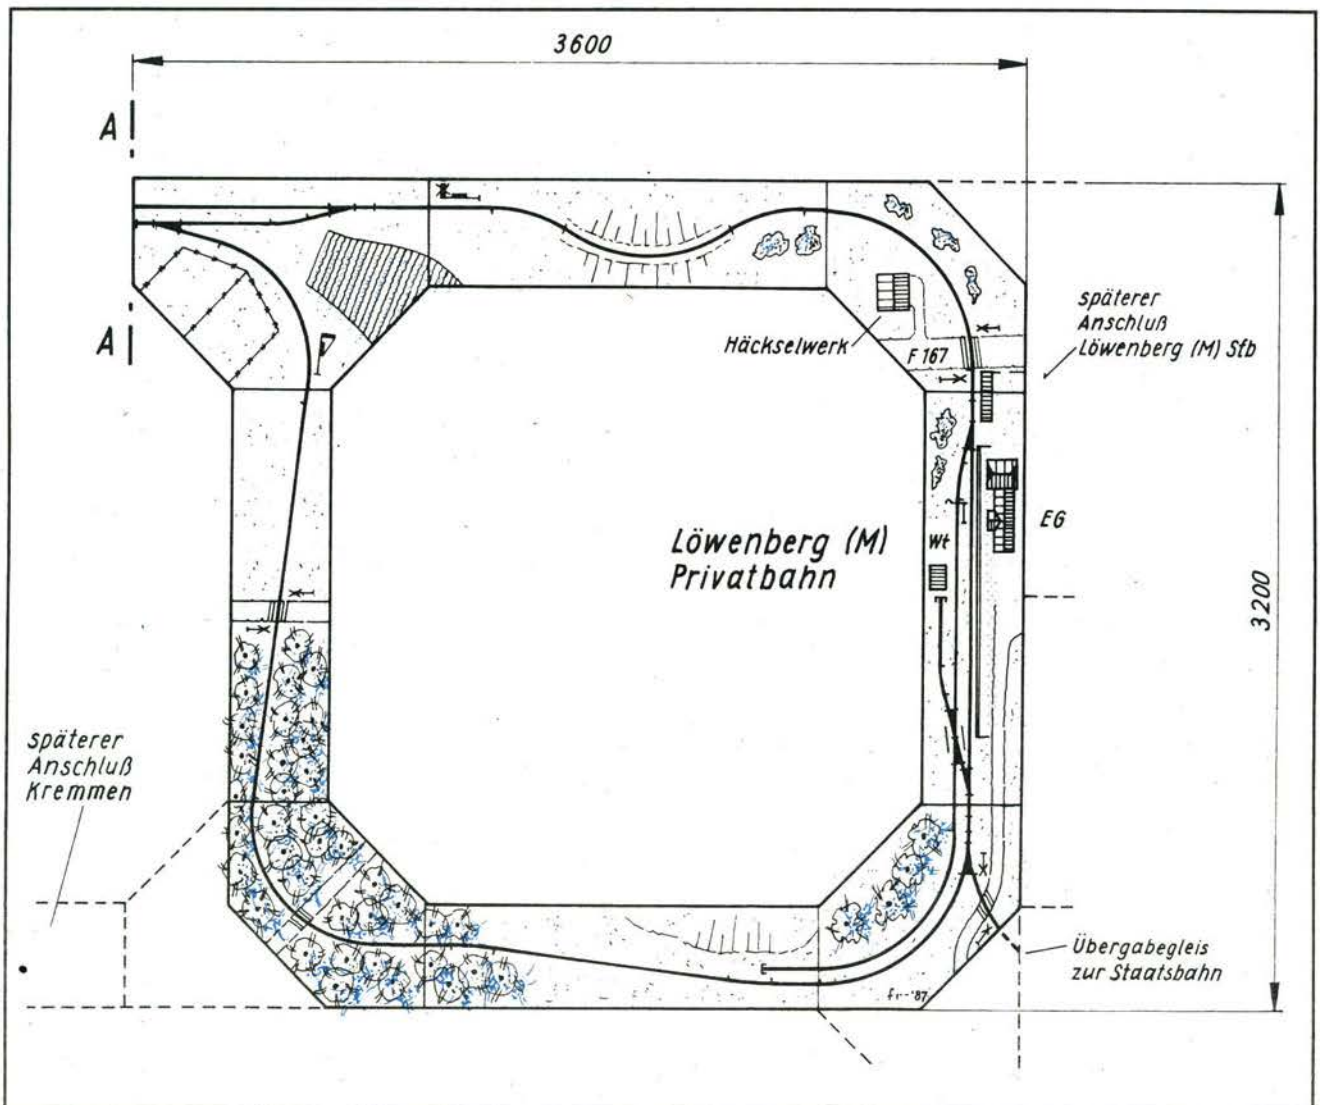 3600
A
A
späterer
Anschluß
Löwenberg (M) Stb
Häckselwerk
F 167
Löwenberg (M)
Privatbahn
Wt
EG
3200
späterer
Anschluß
Kremmen
Übergabegleis
zur Staatsbahn
fr-'87